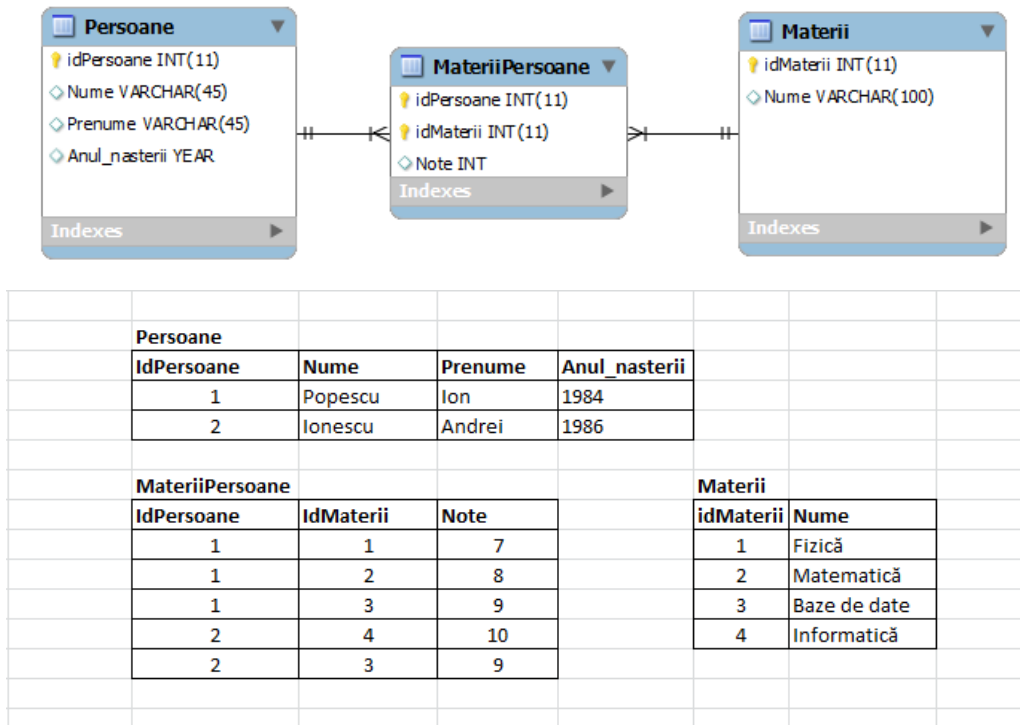 Persoane
idPersoane INT(11)
Nume VARCHAR(45)
Prenume VARCHAR(45)
Anul_nasterii YEAR
Indexes
MateriiPersoane
idPersoane INT(11)
idMaterii INT(11)
Note INT
Indexes
Materii
idMaterii INT(11)
Nume VARCHAR(100)
Indexes
Persoane
IdPersoane Nume Prenume Anul_nasterii
1 Popescu Ion 1984
2 Ionescu Andrei 1986
MateriiPersoane
IdPersoane IdMaterii Note
1 1 7
1 2 8
1 3 9
2 4 10
2 3 9
Materii
idMaterii Nume
1 Fizică
2 Matematică
3 Baze de date
4 Informatică